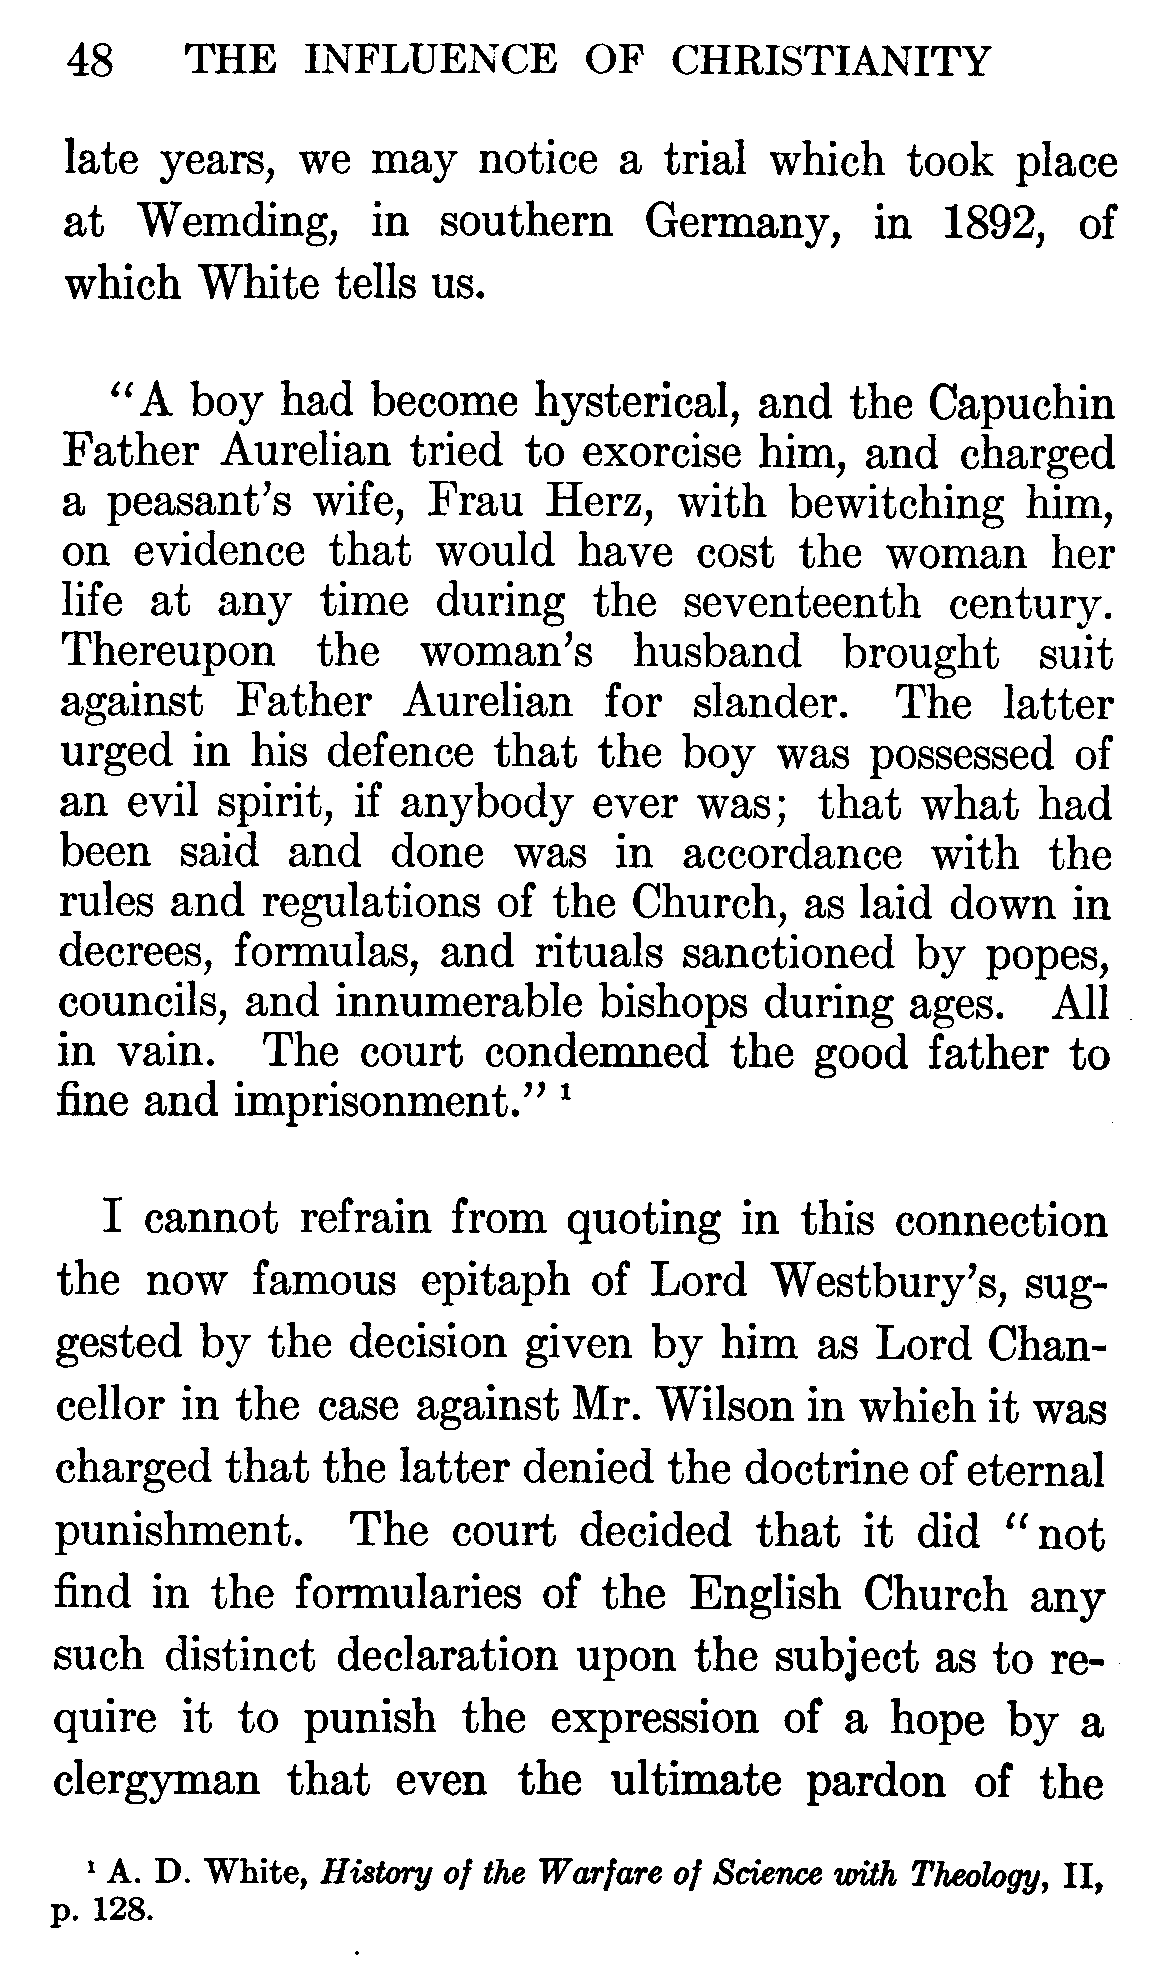 48 THE INFLUENCE OF CHRISTIANITY
late years, we may notice a trial which took place
at Wemding, in southern Germany, in 1892, of
which White tells us.
“A boy had become hysterical, and the Capuchin
Father Aurelian tried to exorcise him, and charged
a peasant’s wife, Frau Herz, with bewitching him,
on evidence that would have cost the woman her
life at any time during the seventeenth century.
Thereupon the woman’s husband brought suit
against Father Aurelian for slander. The latter
urged in his defence that the boy was possessed of
an evil spirit, if anybody ever was; that what had
been said and done was in accordance with the
rules and regulations of the Church, as laid down in
decrees, formulas, and rituals sanctioned by popes,
councils, and innumerable bishops during ages. All
in vain. The court condemned the good father to
fine and imprisonment.” ¹
I cannot refrain from quoting in this connection
the now famous epitaph of Lord Westbury’s, sug-
gested by the decision given by him as Lord Chan-
cellor in the case against Mr. Wilson in which it was
charged that the latter denied the doctrine of eternal
punishment. The court decided that it did “not
find in the formularies of the English Church any
such distinct declaration upon the subject as to re-
quire it to punish the expression of a hope by a
clergyman that even the ultimate pardon of the
¹ A. D. White, History of the Warfare of Science with Theology, II,
p. 128.